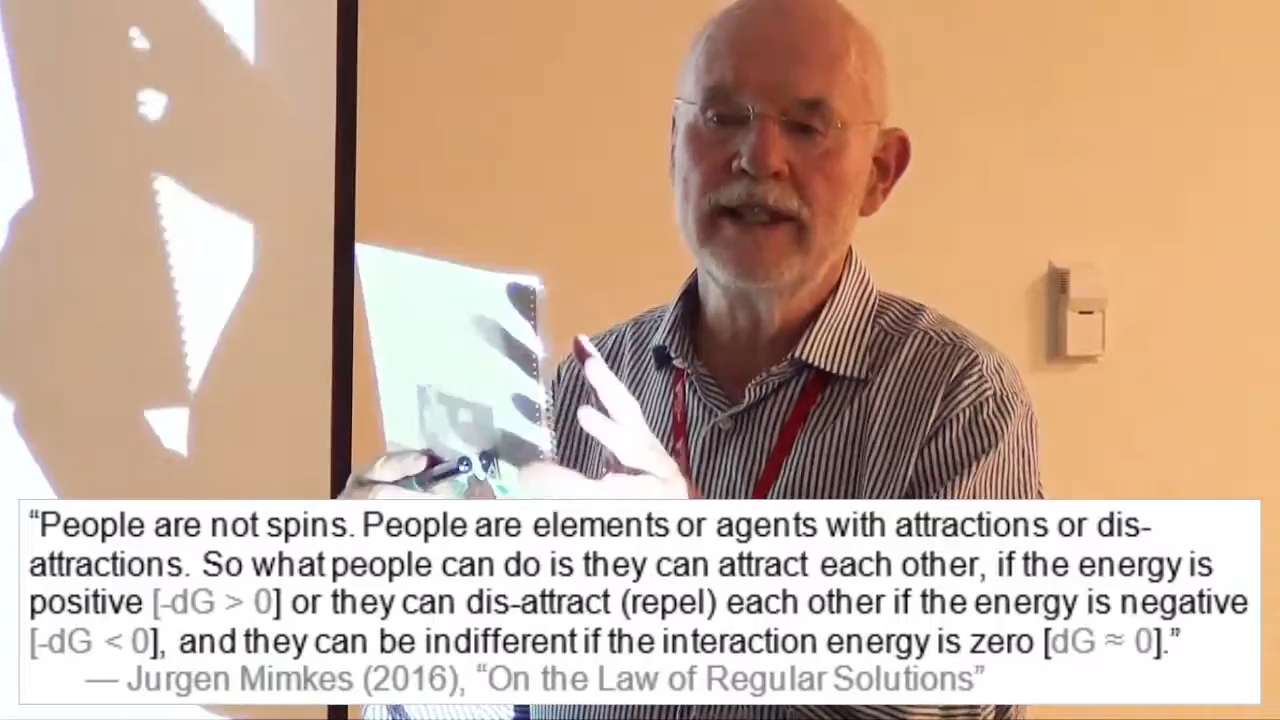 “People are not spins. People are elements or agents with attractions or dis-
attractions. So what people can do is they can attract each other, if the energy is
positive [-dG > 0] or they can dis-attract (repel) each other if the energy is negative
[-dG < 0], and they can be indifferent if the interaction energy is zero [dG ≈ 0].”
— Jurgen Mimkes (2016), “On the Law of Regular Solutions”